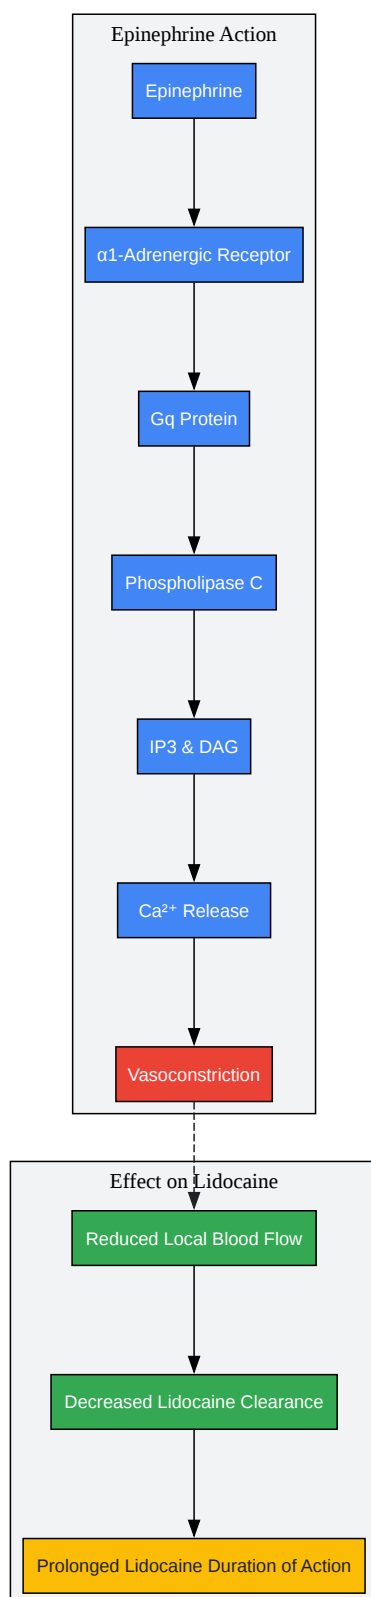 Epinephrine Action
Epinephrine
α1-Adrenergic Receptor
Gq Protein
Phospholipase C
IP3 & DAG
Ca²⁺ Release
Vasoconstriction
Effect on Lidocaine
Reduced Local Blood Flow
Decreased Lidocaine Clearance
Prolonged Lidocaine Duration of Action